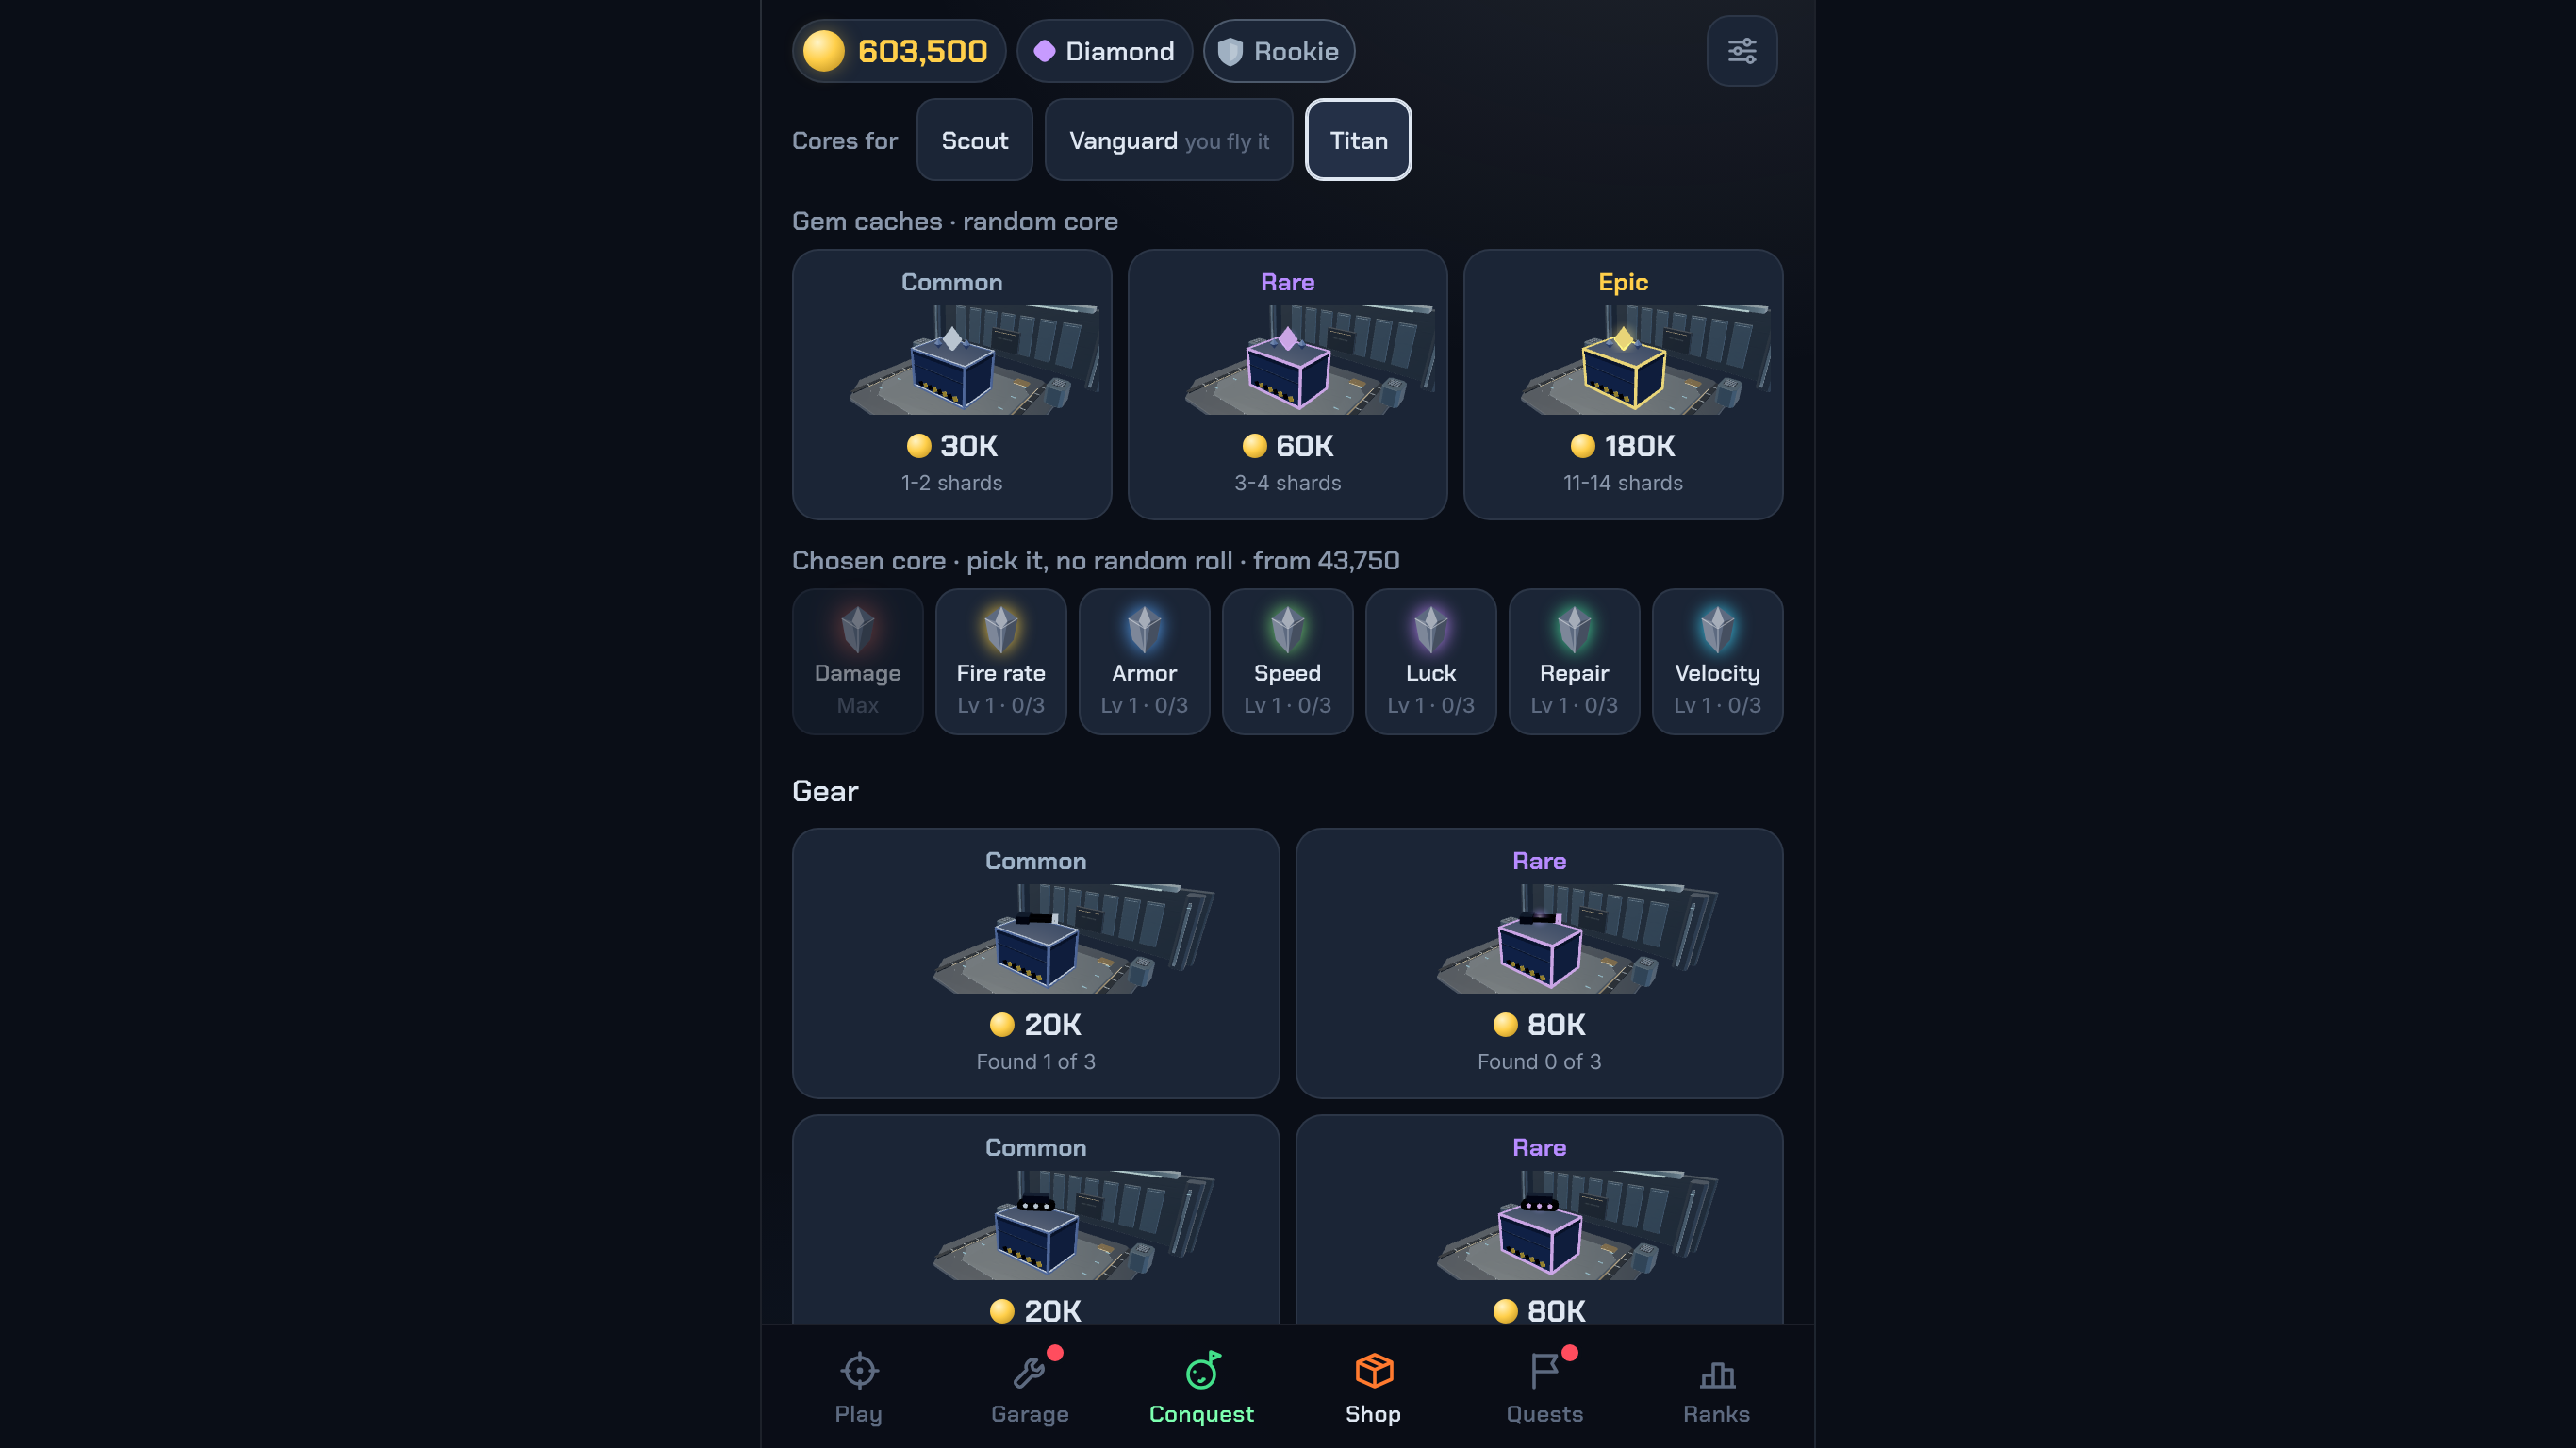 603,500 Diamond Rookie
Cores for Scout Vanguard you fly it Titan
Gem caches · random core
Common Rare Epic
30K 60K 180K
1-2 shards 3-4 shards 11-14 shards
Chosen core · pick it, no random roll · from 43,750
Damage Fire rate Armor Speed Luck Repair Velocity
Max Lv 1 · 0/3 Lv 1 · 0/3 Lv 1 · 0/3 Lv 1 · 0/3 Lv 1 · 0/3 Lv 1 · 0/3
Gear
Common Rare
20K 80K
Found 1 of 3 Found 0 of 3
Common Rare
20K 80K
Play Garage Conquest Shop Quests Ranks